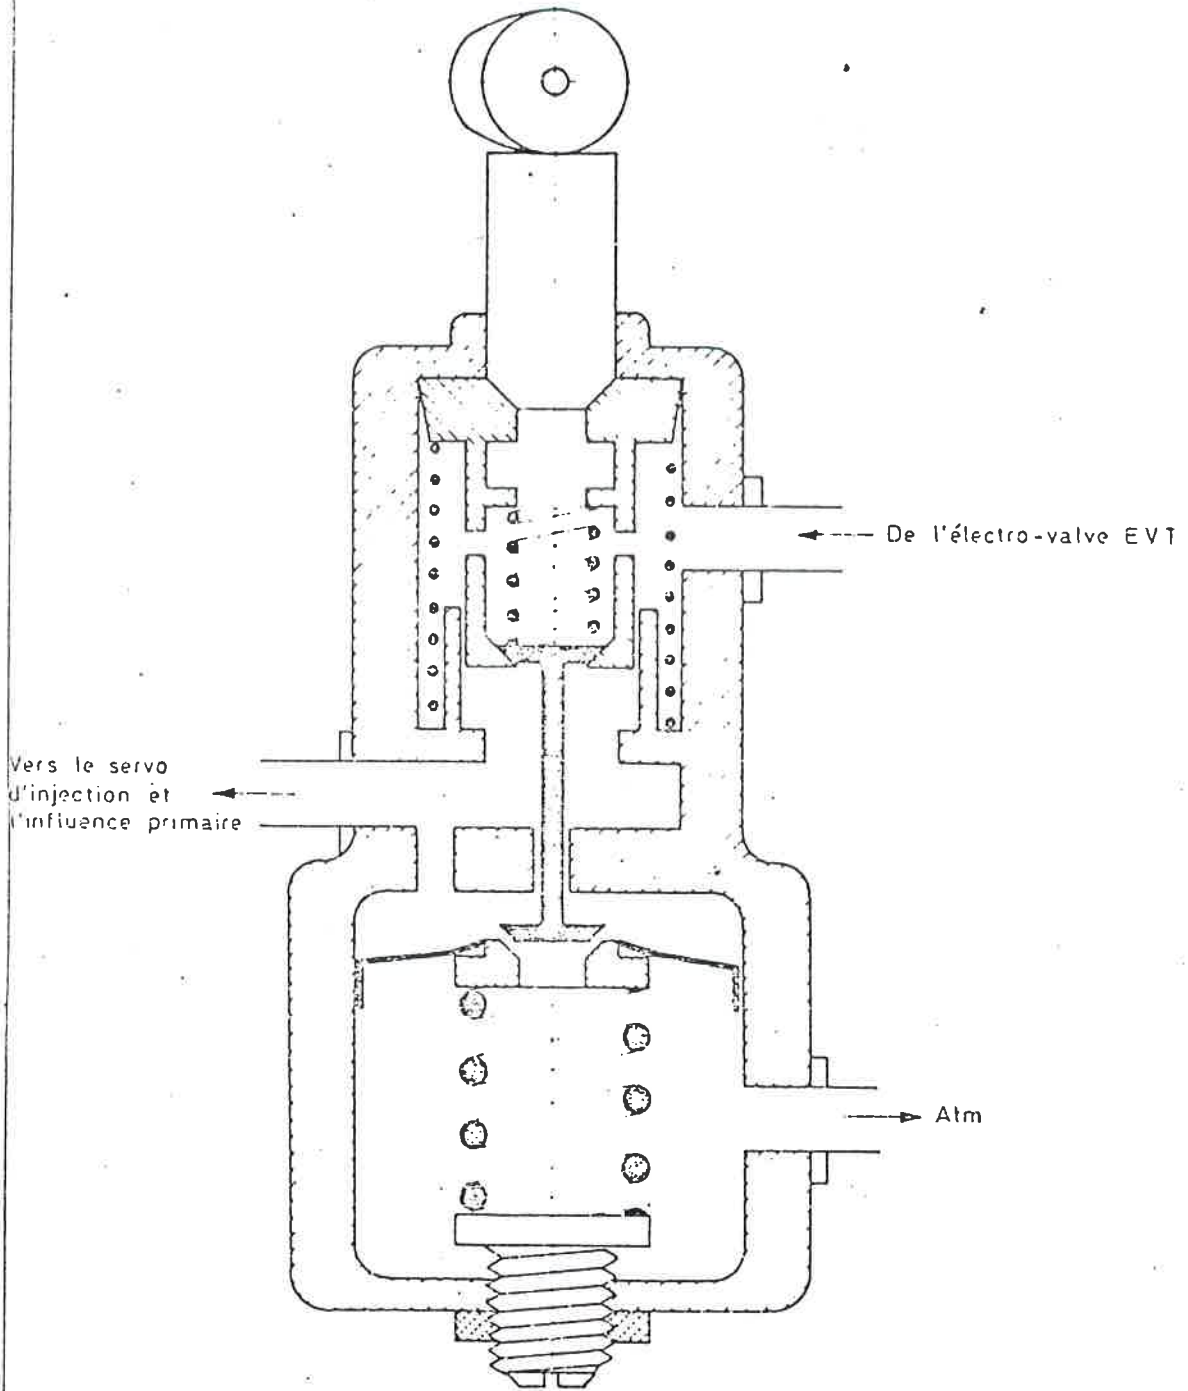 De l'électro-valve EVT
Vers le servo
d'injection et
l'influence primaire
Atm